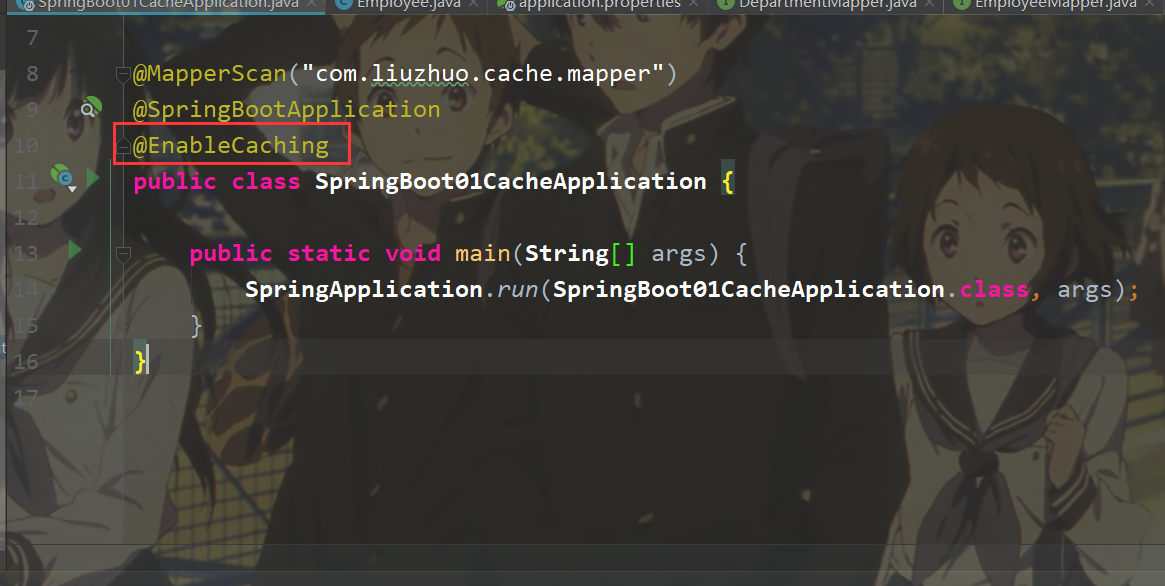 SpringBoot01CacheApplication.java × Employee.java × application.properties × DepartmentMapper.java × EmployeeMapper.java ×
7
8 @MapperScan("com.liuzhuo.cache.mapper")
9 @SpringBootApplication
10 @EnableCaching
11 public class SpringBoot01CacheApplication {
12
13 public static void main(String[] args) {
14 SpringApplication.run(SpringBoot01CacheApplication.class, args);
15 }
16 }
17